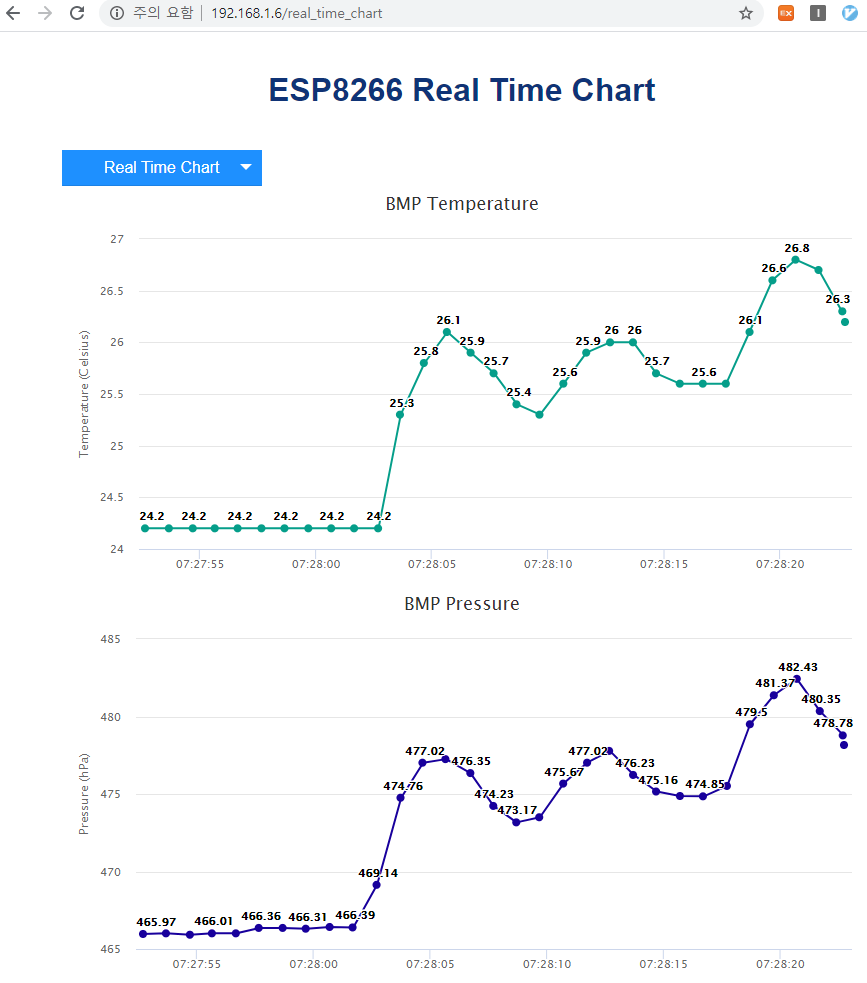 주의 요함 192.168.1.6/real_time_chart
ESP8266 Real Time Chart
Real Time Chart
BMP Temperature
Temperature (Celsius)
27
26.5
26
25.5
25
24.5
24
24.2 24.2 24.2 24.2 24.2 24.2 25.3 25.8 26.1 25.9 25.7 25.4 25.6 25.9 26 26 25.7 25.6 26.1 26.6 26.8 26.3
07:27:55 07:28:00 07:28:05 07:28:10 07:28:15 07:28:20
BMP Pressure
Pressure (hPa)
485
480
475
470
465
465.97 466.01 466.36 466.31 466.39 469.14 474.76 477.02 476.35 474.23 473.17 475.67 477.02 476.23 475.16 474.85 479.5 481.37 482.43 480.35 478.78
07:27:55 07:28:00 07:28:05 07:28:10 07:28:15 07:28:20